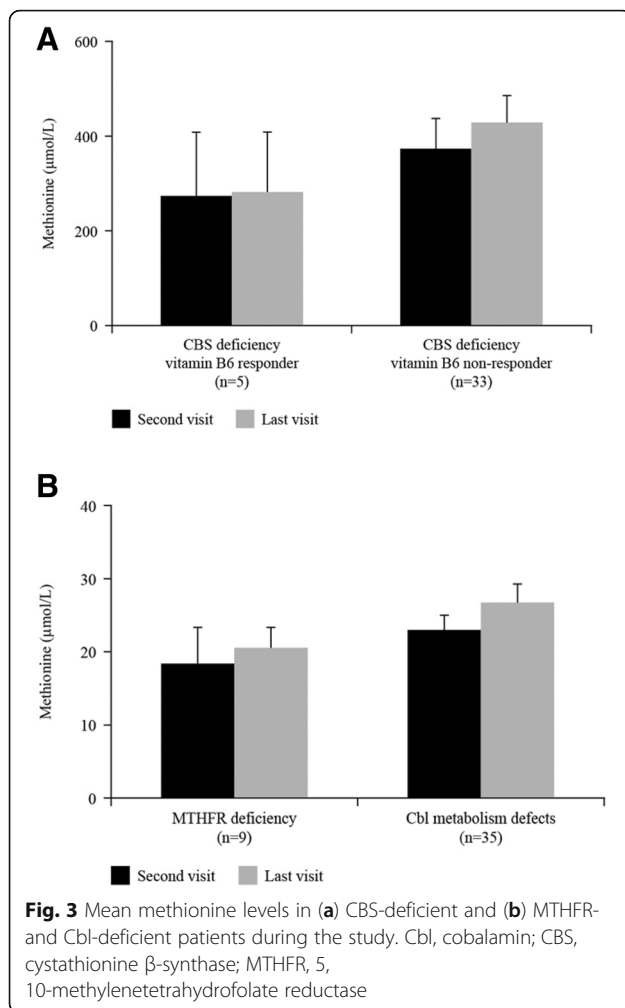 A
600
400
200
0
Methionine (µmol/L)
CBS deficiency
vitamin B6 responder
(n=5)
CBS deficiency
vitamin B6 non-responder
(n=33)
Second visit
Last visit
B
40
30
20
10
0
Methionine (µmol/L)
MTHFR deficiency
(n=9)
Cbl metabolism defects
(n=35)
Second visit
Last visit
Fig. 3 Mean methionine levels in (a) CBS-deficient and (b) MTHFR-
and Cbl-deficient patients during the study. Cbl, cobalamin; CBS,
cystathionine β-synthase; MTHFR, 5,
10-methylenetetrahydrofolate reductase